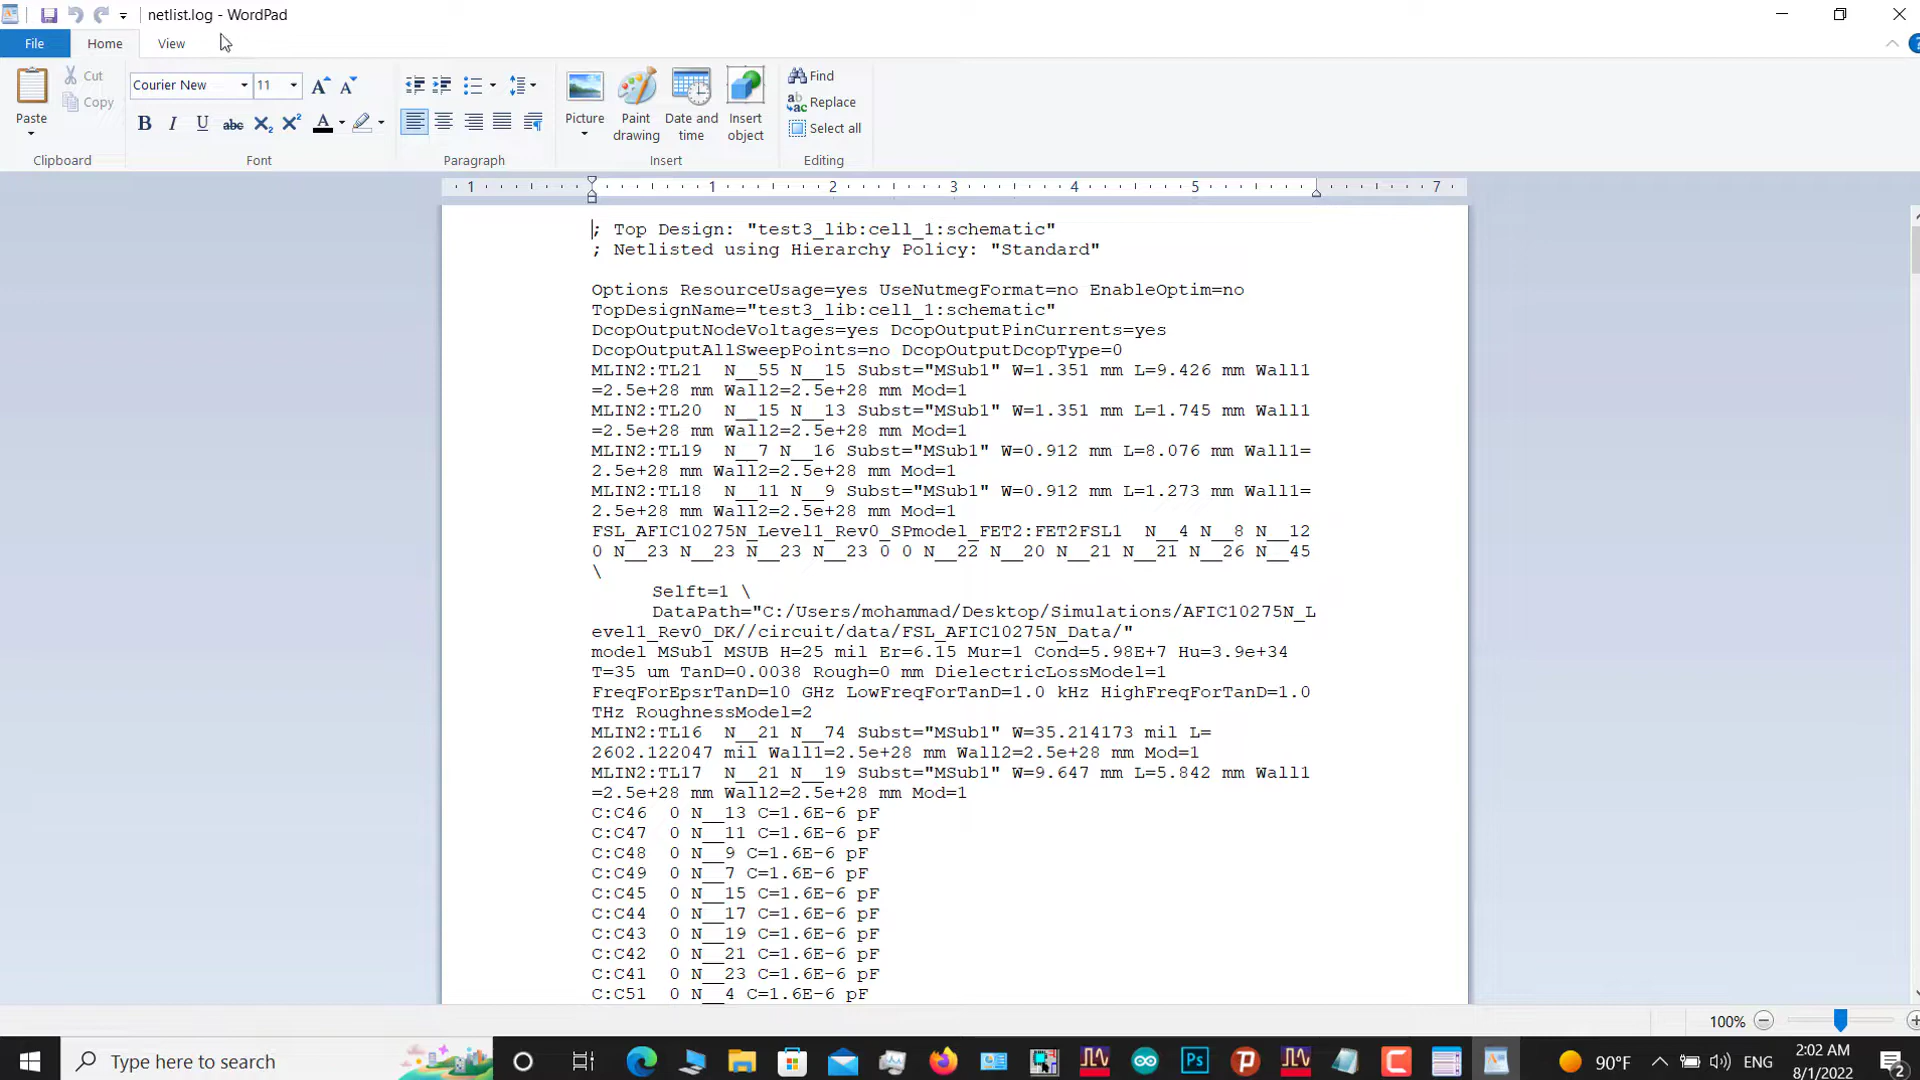 netlist.log - WordPad
File Home View
Paste
Cut
Copy
Clipboard
Courier New 11
B I U abc X2 X2 A
Font
Paragraph
Picture
Paint drawing
Date and time
Insert object
Insert
Find
Replace
Select all
Editing
1 1 2 3 4 5 7
; Top Design: "test3_lib:cell_1:schematic"
; Netlisted using Hierarchy Policy: "Standard"
Options ResourceUsage=yes UseNutmegFormat=no EnableOptim=no
TopDesignName="test3_lib:cell_1:schematic"
DcopOutputNodeVoltages=yes DcopOutputPinCurrents=yes
DcopOutputAllSweepPoints=no DcopOutputDcopType=0
MLIN2:TL21  N__55 N__15 Subst="MSub1" W=1.351 mm L=9.426 mm Wall1
=2.5e+28 mm Wall2=2.5e+28 mm Mod=1
MLIN2:TL20  N__15 N__13 Subst="MSub1" W=1.351 mm L=1.745 mm Wall1
=2.5e+28 mm Wall2=2.5e+28 mm Mod=1
MLIN2:TL19  N__7 N__16 Subst="MSub1" W=0.912 mm L=8.076 mm Wall1=
2.5e+28 mm Wall2=2.5e+28 mm Mod=1
MLIN2:TL18  N__11 N__9 Subst="MSub1" W=0.912 mm L=1.273 mm Wall1=
2.5e+28 mm Wall2=2.5e+28 mm Mod=1
FSL_AFIC10275N_Level1_Rev0_SPmodel_FET2:FET2FSL1  N__4 N__8 N__12
0 N__23 N__23 N__23 N__23 0 0 N__22 N__20 N__21 N__21 N__26 N__45
\
Selft=1 \
DataPath="C:/Users/mohammad/Desktop/Simulations/AFIC10275N_L
evel1_Rev0_DK//circuit/data/FSL_AFIC10275N_Data/"
model MSub1 MSUB H=25 mil Er=6.15 Mur=1 Cond=5.98E+7 Hu=3.9e+34
T=35 um TanD=0.0038 Rough=0 mm DielectricLossModel=1
FreqForEpsrTanD=10 GHz LowFreqForTanD=1.0 kHz HighFreqForTanD=1.0
THz RoughnessModel=2
MLIN2:TL16  N__21 N__74 Subst="MSub1" W=35.214173 mil L=
2602.122047 mil Wall1=2.5e+28 mm Wall2=2.5e+28 mm Mod=1
MLIN2:TL17  N__21 N__19 Subst="MSub1" W=9.647 mm L=5.842 mm Wall1
=2.5e+28 mm Wall2=2.5e+28 mm Mod=1
C:C46  0 N__13 C=1.6E-6 pF
C:C47  0 N__11 C=1.6E-6 pF
C:C48  0 N__9 C=1.6E-6 pF
C:C49  0 N__7 C=1.6E-6 pF
C:C45  0 N__15 C=1.6E-6 pF
C:C44  0 N__17 C=1.6E-6 pF
C:C43  0 N__19 C=1.6E-6 pF
C:C42  0 N__21 C=1.6E-6 pF
C:C41  0 N__23 C=1.6E-6 pF
C:C51  0 N__4 C=1.6E-6 pF
100%
Type here to search
Ps
90°F
ENG
2:02 AM
8/1/2022
2